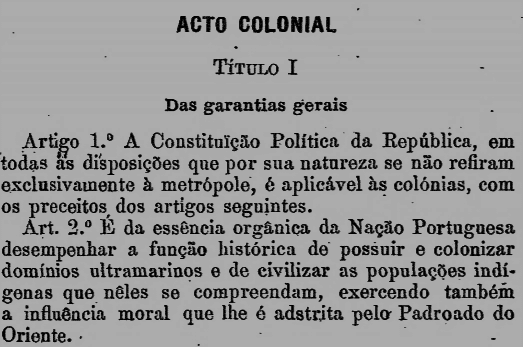 ACTO COLONIAL
TÍTULO I
Das garantias gerais
Artigo 1.º A Constituïção Política da República, em
todas as disposições que por sua natureza se não refiram
exclusivamente à metrópole, é aplicável às colónias, com
os preceitos dos artigos seguintes.
Art. 2.º É da essência orgânica da Nação Portuguesa
desempenhar a função histórica de possuir e colonizar
domínios ultramarinos e de civilizar as populações indí-
genas que nêles se compreendam, exercendo também
a influência moral que lhe é adstrita pelo Padroado do
Oriente.